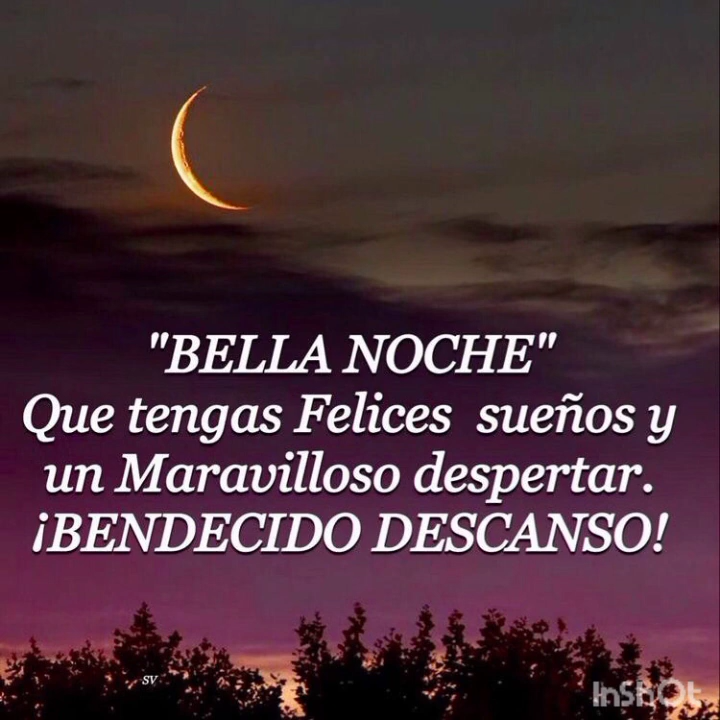 "BELLA NOCHE"
Que tengas Felices sueños y
un Maravilloso despertar.
¡BENDECIDO DESCANSO!
SV
InShOt